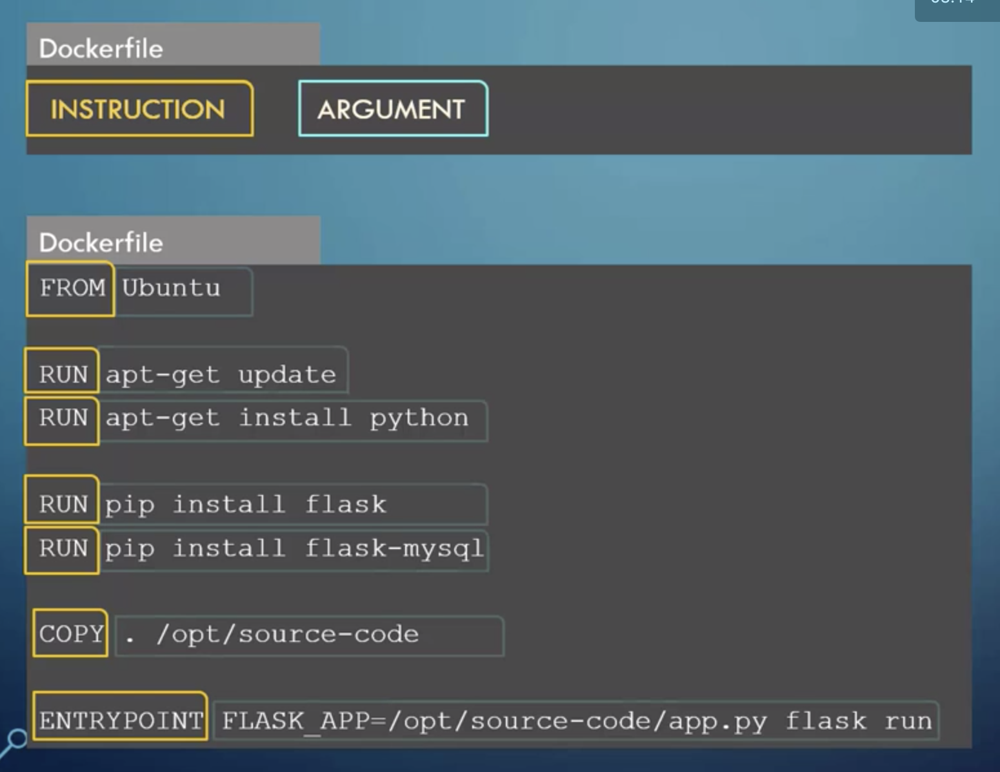 Dockerfile
INSTRUCTION ARGUMENT
Dockerfile
FROM Ubuntu
RUN apt-get update
RUN apt-get install python
RUN pip install flask
RUN pip install flask-mysql
COPY . /opt/source-code
ENTRYPOINT FLASK_APP=/opt/source-code/app.py flask run